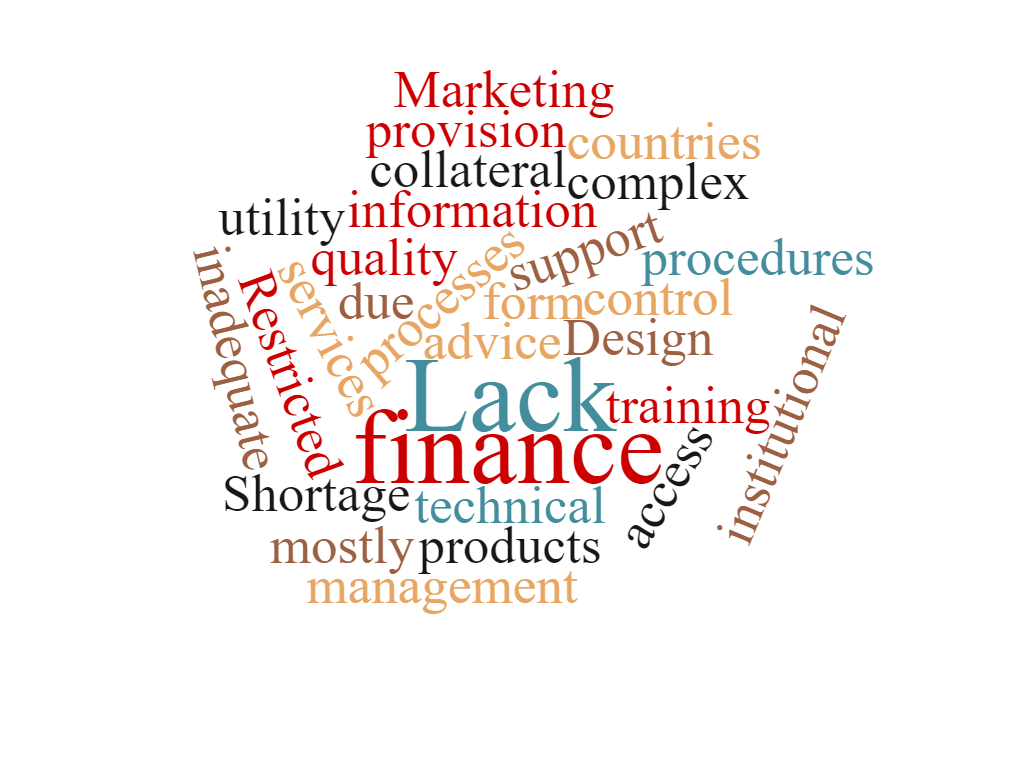 Marketing
provision
countries
collateral
complex
utility
information
support
quality
procedures
inadequate
Restricted
services
processes
due
form
control
advice
Design
Lack
training
institutional
finance
access
Shortage
technical
mostly
products
management